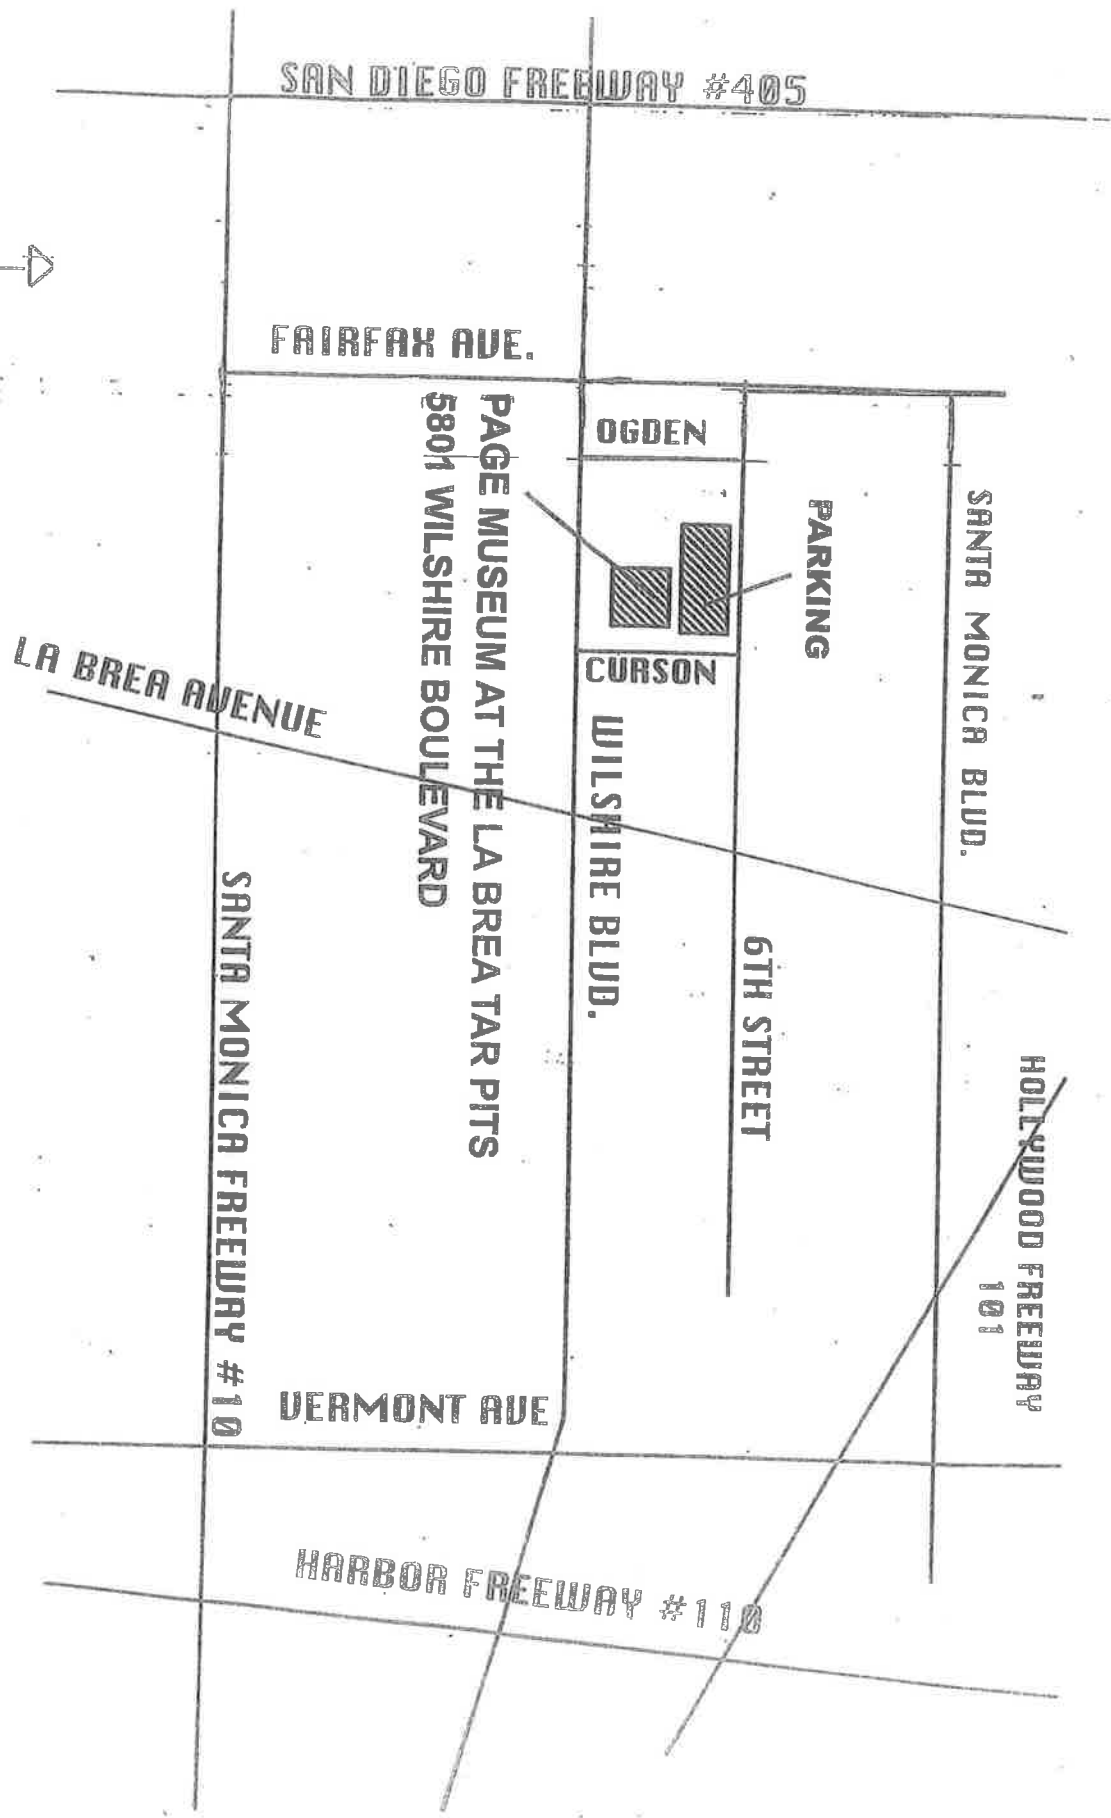 SAN DIEGO FREEWAY #405
FAIRFAX AVE.
OGDEN
PARKING
SANTA MONICA BLVD.
PAGE MUSEUM AT THE LA BREA TAR PITS
5801 WILSHIRE BOULEVARD
CURSON
LA BREA AVENUE
WILSHIRE BLVD.
6TH STREET
HOLLYWOOD FREEWAY
101
SANTA MONICA FREEWAY #10
VERMONT AVE
HARBOR FREEWAY #110